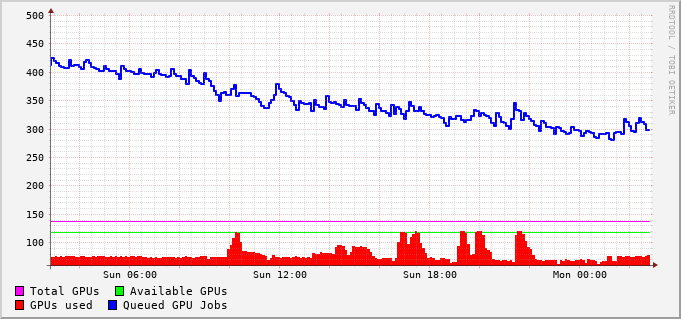 500
450
400
350
300
250
200
150
100
Sun 06:00 Sun 12:00 Sun 18:00 Mon 00:00
Total GPUs Available GPUs
GPUs used Queued GPU Jobs
RRDTOOL / TOBI OETIKER